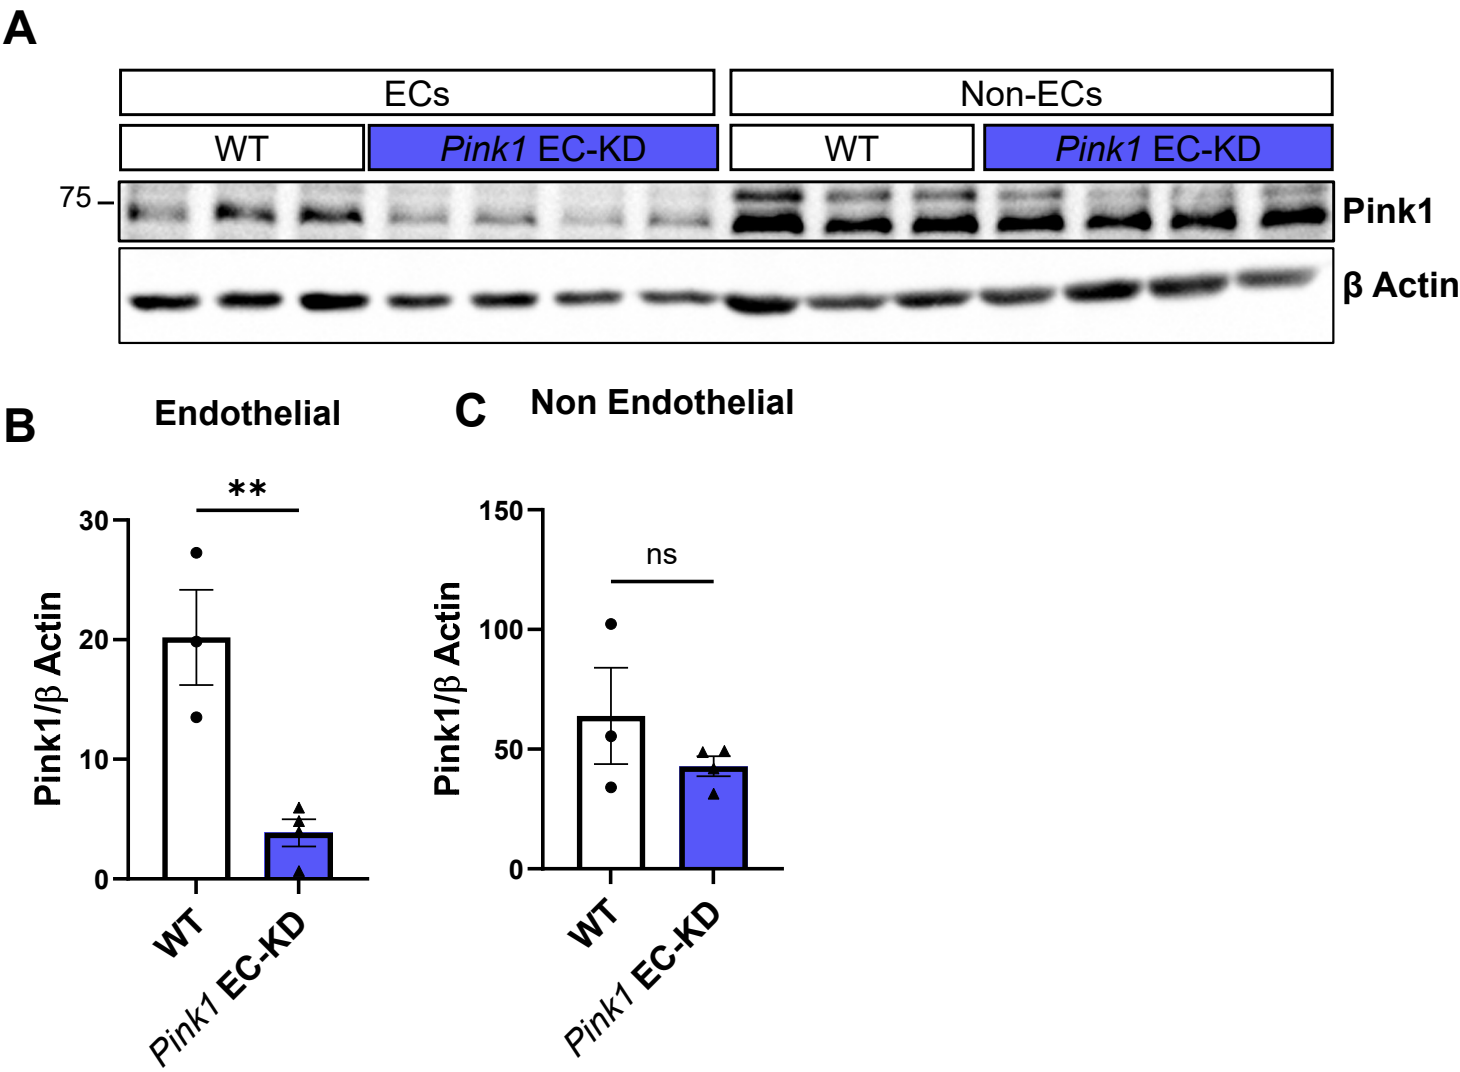 A
ECs
Non-ECs
WT
Pink1 EC-KD
WT
Pink1 EC-KD
75
Pink1
β Actin
B
Endothelial
C
Non Endothelial
**
30
20
10
0
Pink1/β Actin
WT
Pink1 EC-KD
ns
150
100
50
0
Pink1/β Actin
WT
Pink1 EC-KD